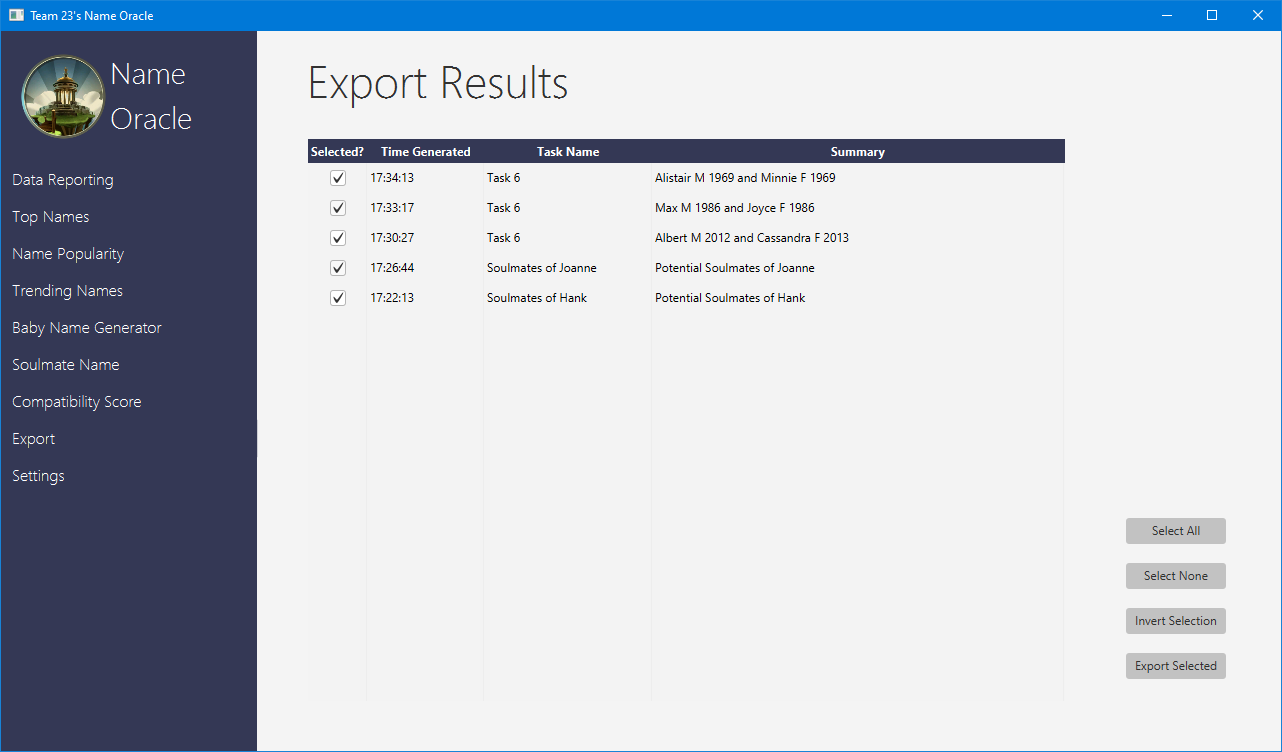 Team 23's Name Oracle
Name
Oracle
Data Reporting
Top Names
Name Popularity
Trending Names
Baby Name Generator
Soulmate Name
Compatibility Score
Export
Settings
Export Results
Selected? Time Generated Task Name Summary
17:34:13 Task 6 Alistair M 1969 and Minnie F 1969
17:33:17 Task 6 Max M 1986 and Joyce F 1986
17:30:27 Task 6 Albert M 2012 and Cassandra F 2013
17:26:44 Soulmates of Joanne Potential Soulmates of Joanne
17:22:13 Soulmates of Hank Potential Soulmates of Hank
Select All
Select None
Invert Selection
Export Selected